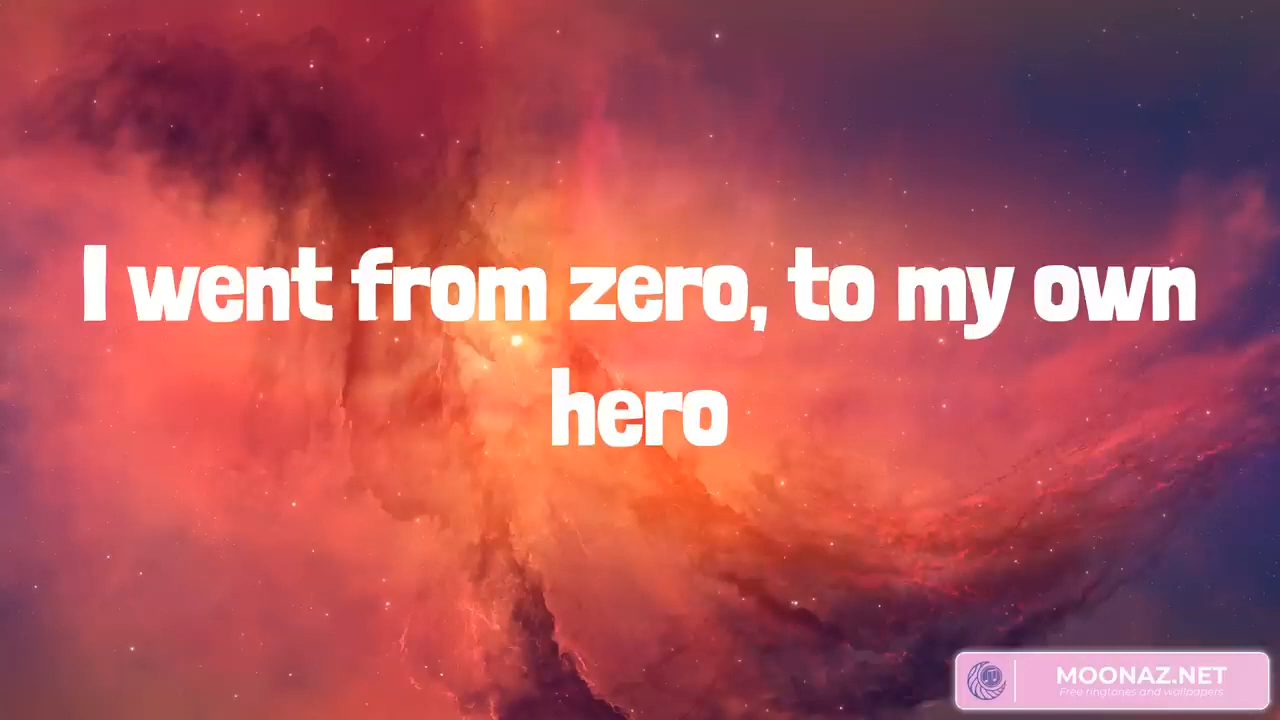 I went from zero, to my own
hero
MOONAZ.NET
Free ringtones and wallpapers